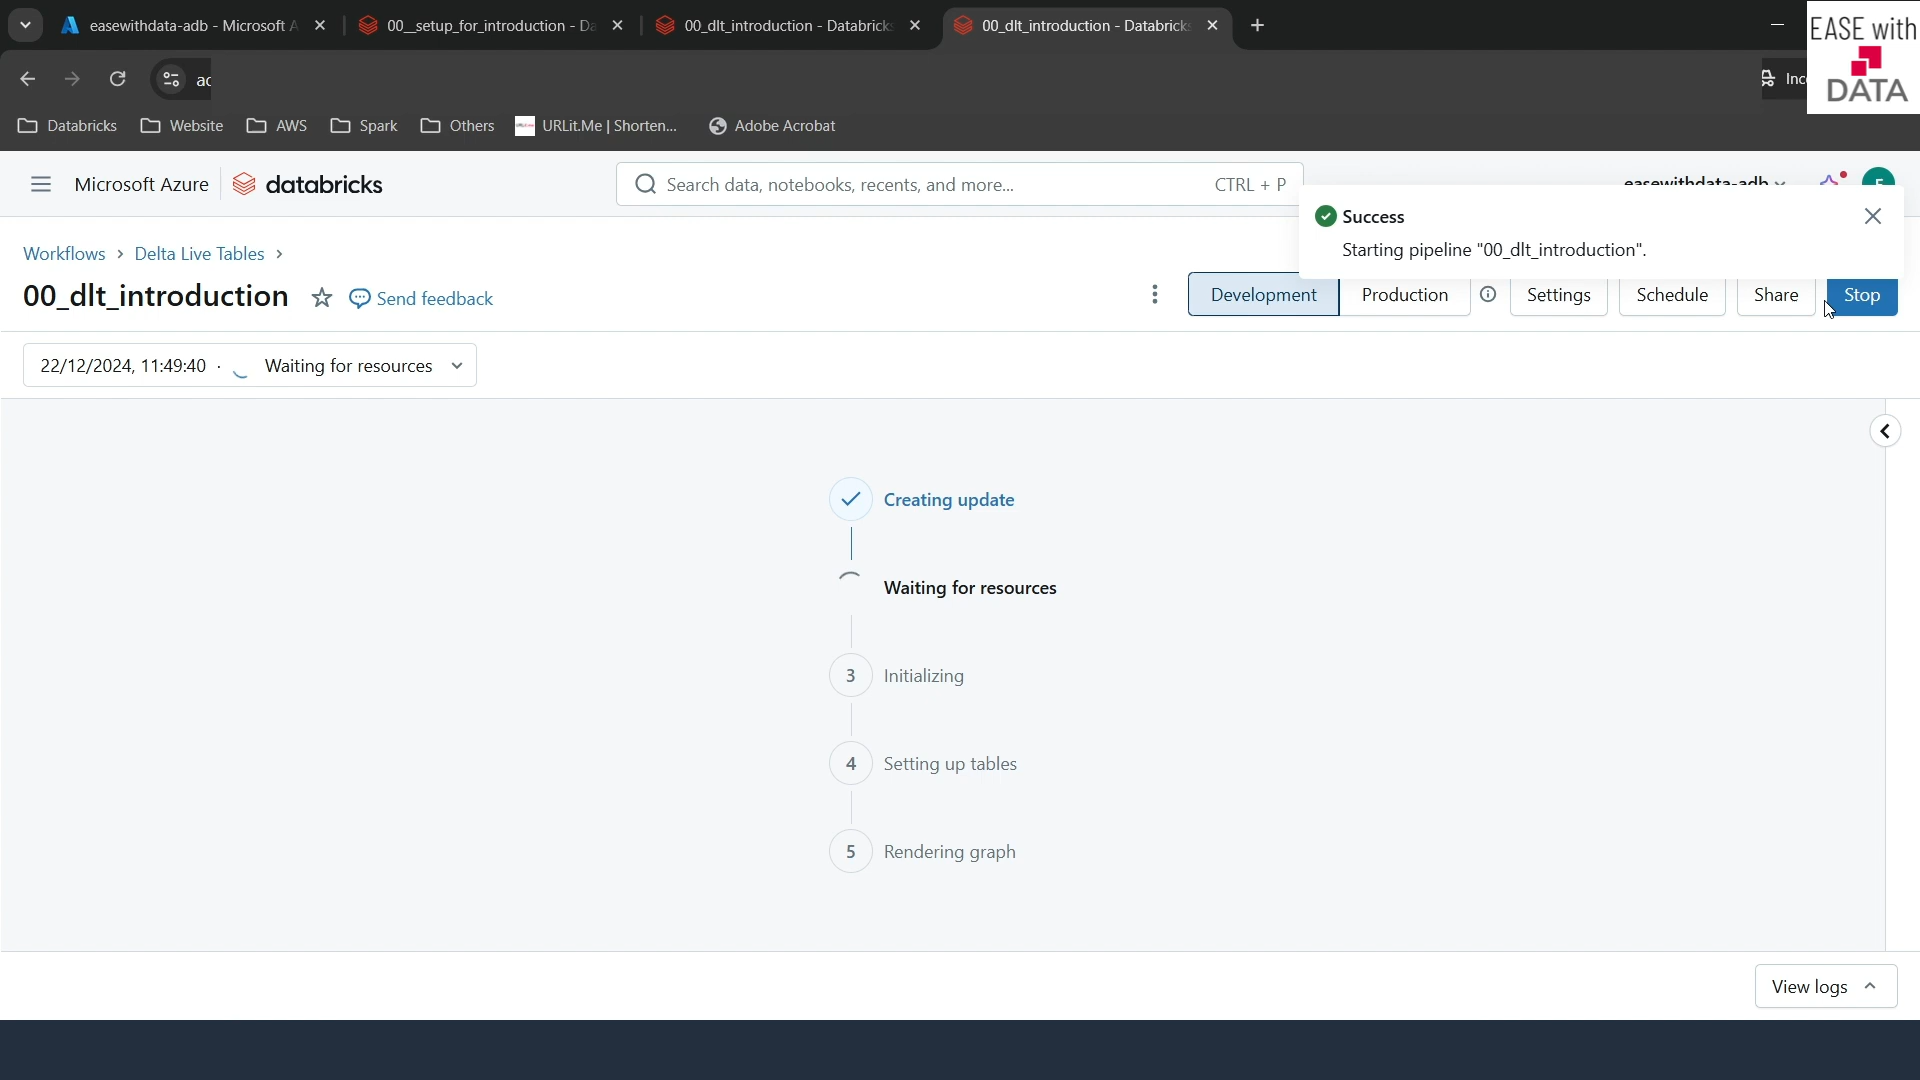 easewithdata-adb - Microsoft A
00__setup_for_introduction - Da
00_dlt_introduction - Databrick
00_dlt_introduction - Databrick
EASE with
DATA
Databricks
Website
AWS
Spark
Others
URLit.Me | Shorten...
Adobe Acrobat
Microsoft Azure
databricks
Search data, notebooks, recents, and more...
CTRL + P
easewithdata-adb
Success
Starting pipeline "00_dlt_introduction".
Workflows > Delta Live Tables >
00_dlt_introduction
Send feedback
Development
Production
Settings
Schedule
Share
Stop
22/12/2024, 11:49:40 · Waiting for resources
Creating update
Waiting for resources
3 Initializing
4 Setting up tables
5 Rendering graph
View logs